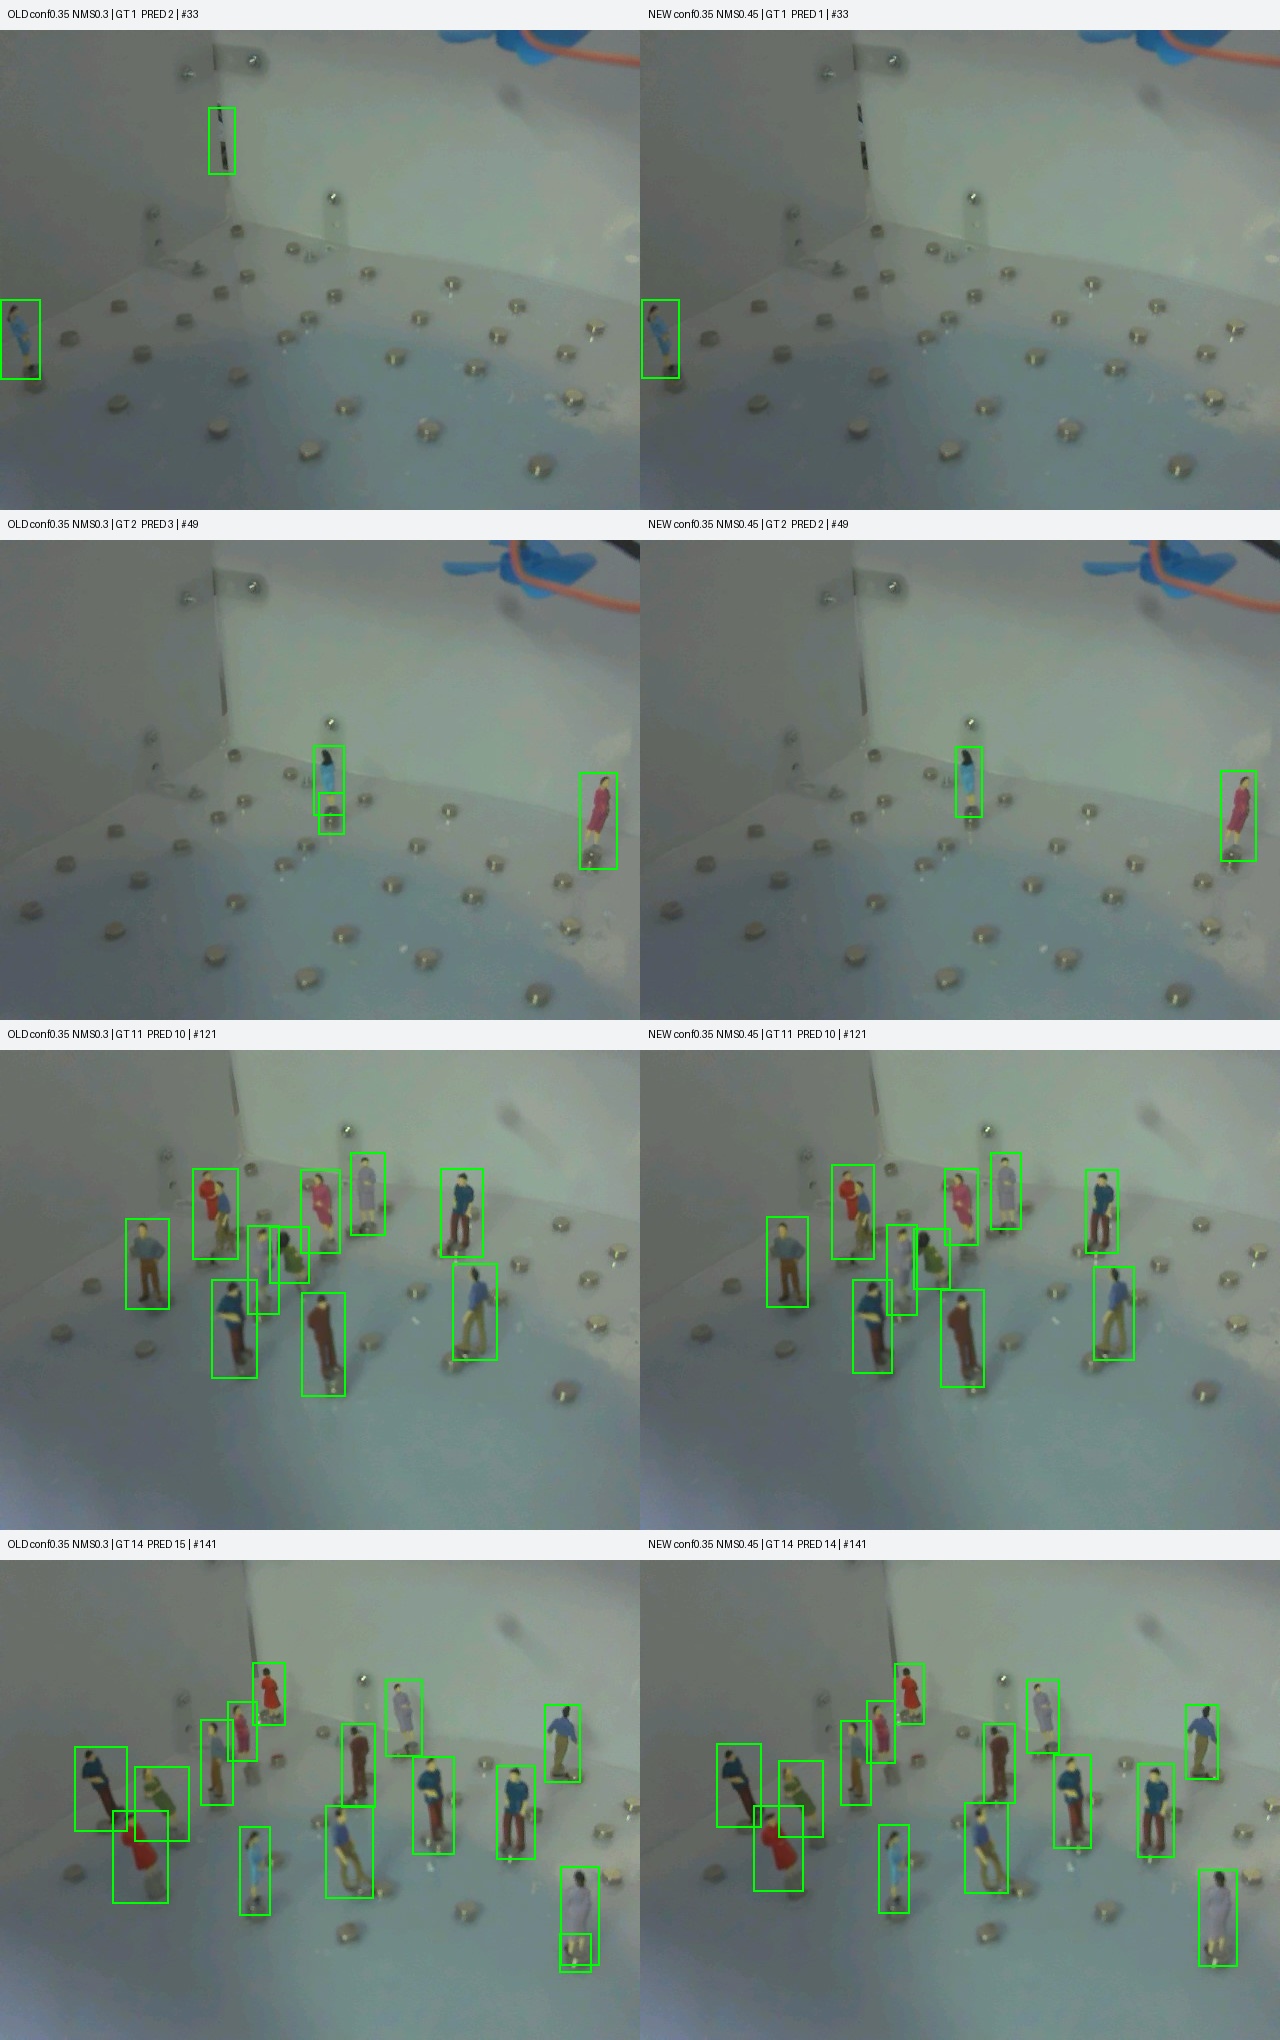 OLD conf0.35 NMS0.3 | GT 1 PRED 2 | #33
NEW conf0.35 NMS0.45 | GT 1 PRED 1 | #33
OLD conf0.35 NMS0.3 | GT 2 PRED 3 | #49
NEW conf0.35 NMS0.45 | GT 2 PRED 2 | #49
OLD conf0.35 NMS0.3 | GT 11 PRED 10 | #121
NEW conf0.35 NMS0.45 | GT 11 PRED 10 | #121
OLD conf0.35 NMS0.3 | GT 14 PRED 15 | #141
NEW conf0.35 NMS0.45 | GT 14 PRED 14 | #141